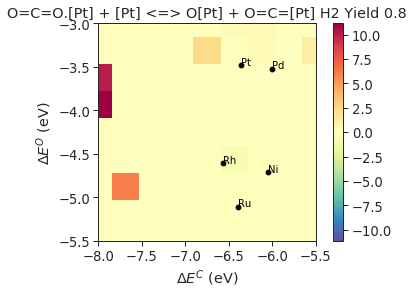 O=C=O.[Pt] + [Pt] <=> O[Pt] + O=C=[Pt] H2 Yield 0.8
−3.0
−3.5
−4.0
−4.5
−5.0
−5.5
ΔE^O (eV)
Pt
Pd
Rh
Ni
Ru
−8.0 −7.5 −7.0 −6.5 −6.0 −5.5
ΔE^C (eV)
10.0
7.5
5.0
2.5
0.0
−2.5
−5.0
−7.5
−10.0